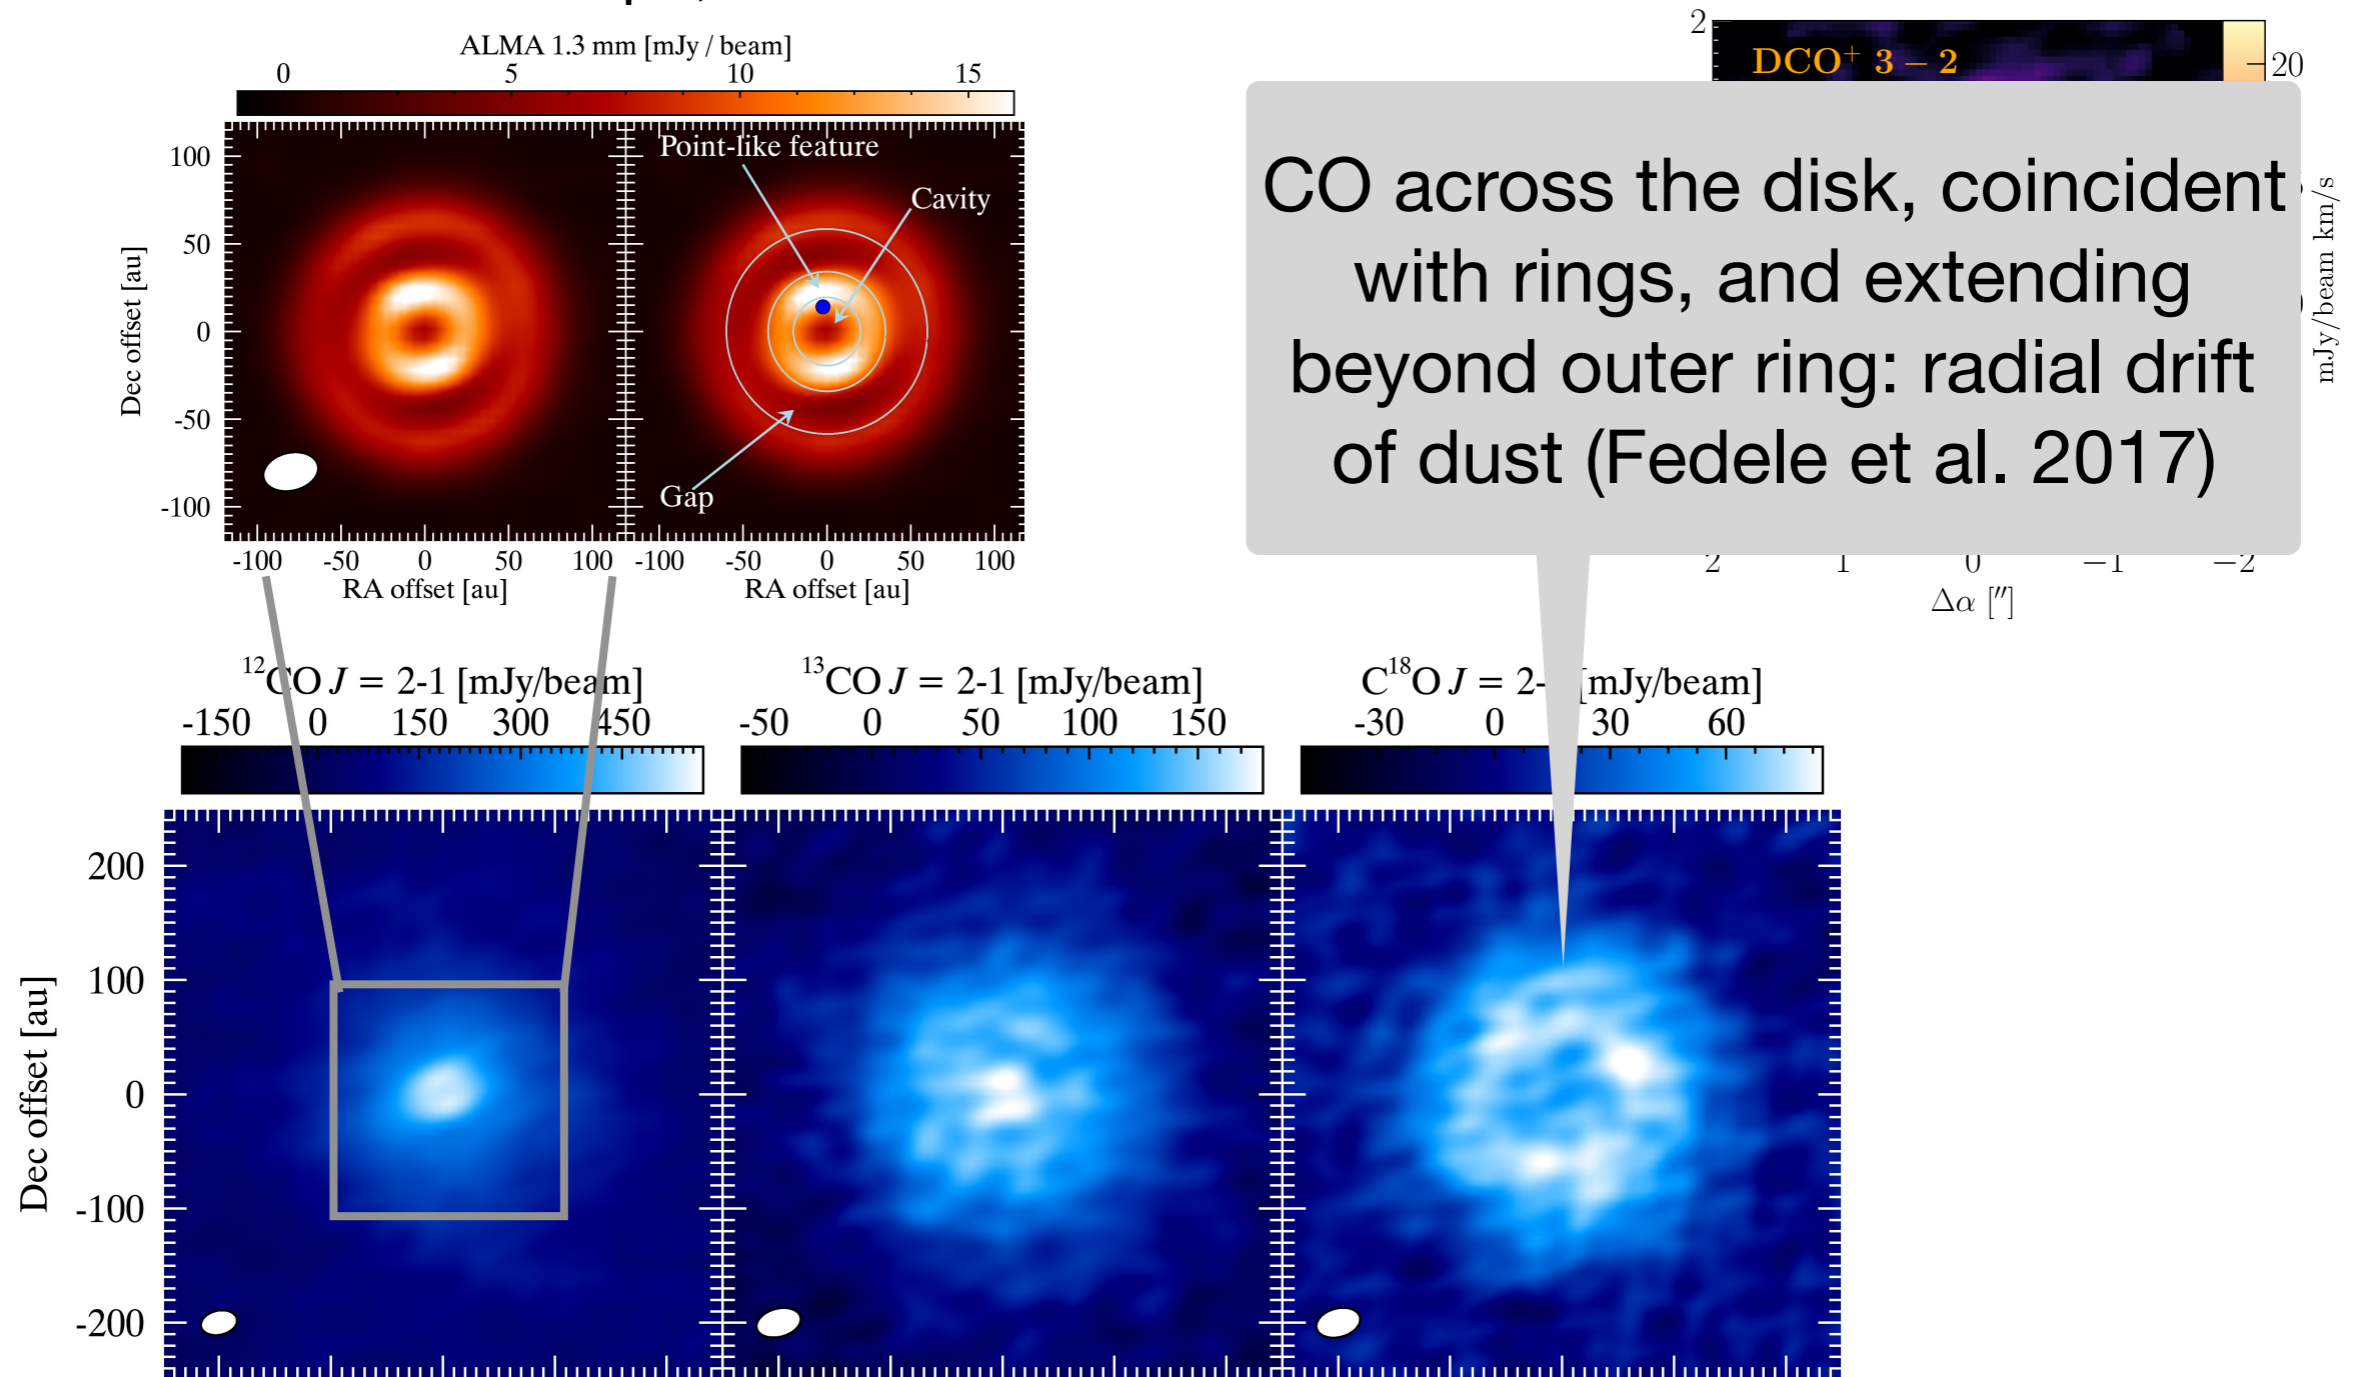 ALMA 1.3 mm [mJy / beam]
0 5 10 15
Point-like feature
Cavity
Gap
100
50
0
-50
-100
Dec offset [au]
-100 -50 0 50 100 -100 -50 0 50 100
RA offset [au] RA offset [au]
2
DCO⁺ 3 – 2
20
mJy/beam km/s
CO across the disk, coincident
with rings, and extending
beyond outer ring: radial drift
of dust (Fedele et al. 2017)
2 1 0 −1 −2
Δα [″]
¹²CO J = 2-1 [mJy/beam]
-150 0 150 300 450
¹³CO J = 2-1 [mJy/beam]
-50 0 50 100 150
C¹⁸O J = 2- [mJy/beam]
-30 0 30 60
200
100
0
-100
-200
Dec offset [au]